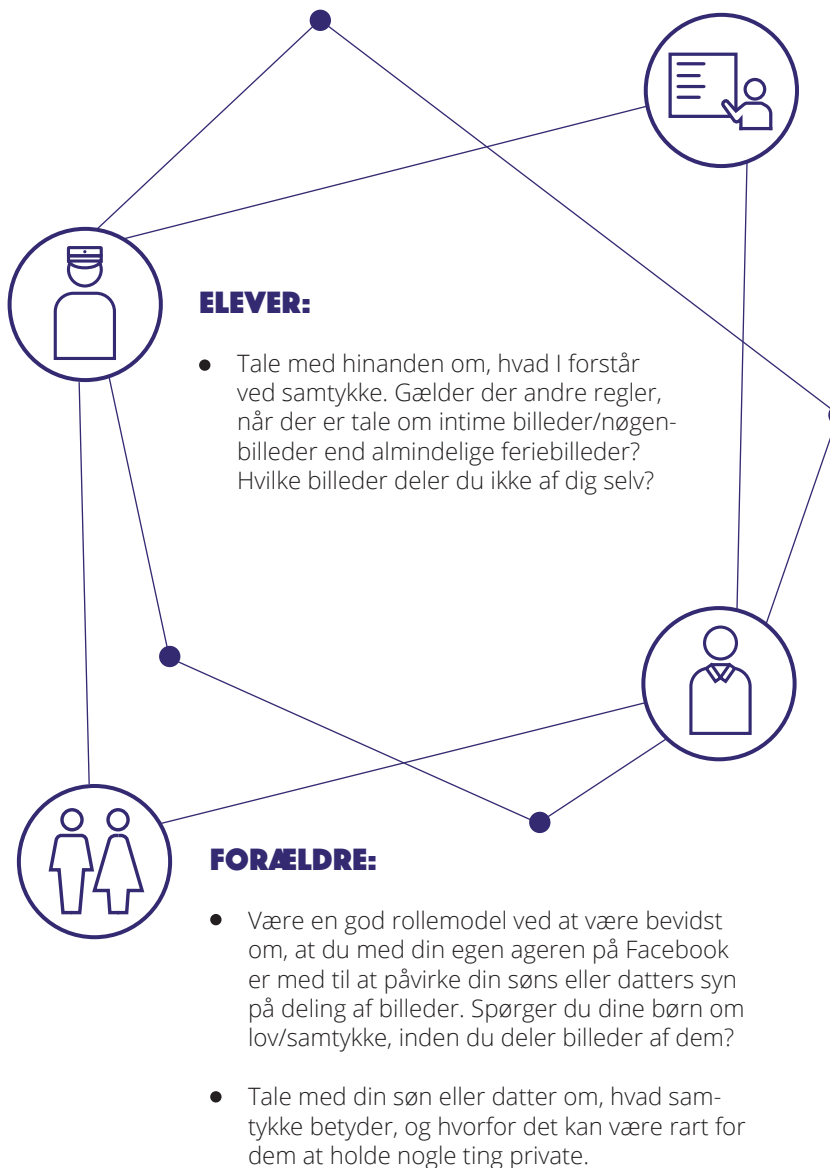 ELEVER:
● Tale med hinanden om, hvad I forstår
ved samtykke. Gælder der andre regler,
når der er tale om intime billeder/nøgen-
billeder end almindelige feriebilleder?
Hvilke billeder deler du ikke af dig selv?
FORÆLDRE:
● Være en god rollemodel ved at være bevidst
om, at du med din egen ageren på Facebook
er med til at påvirke din søns eller datters syn
på deling af billeder. Spørger du dine børn om
lov/samtykke, inden du deler billeder af dem?
● Tale med din søn eller datter om, hvad sam-
tykke betyder, og hvorfor det kan være rart for
dem at holde nogle ting private.